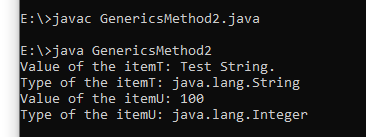 E:\>javac GenericsMethod2.java
E:\>java GenericsMethod2
Value of the itemT: Test String.
Type of the itemT: java.lang.String
Value of the itemU: 100
Type of the itemU: java.lang.Integer